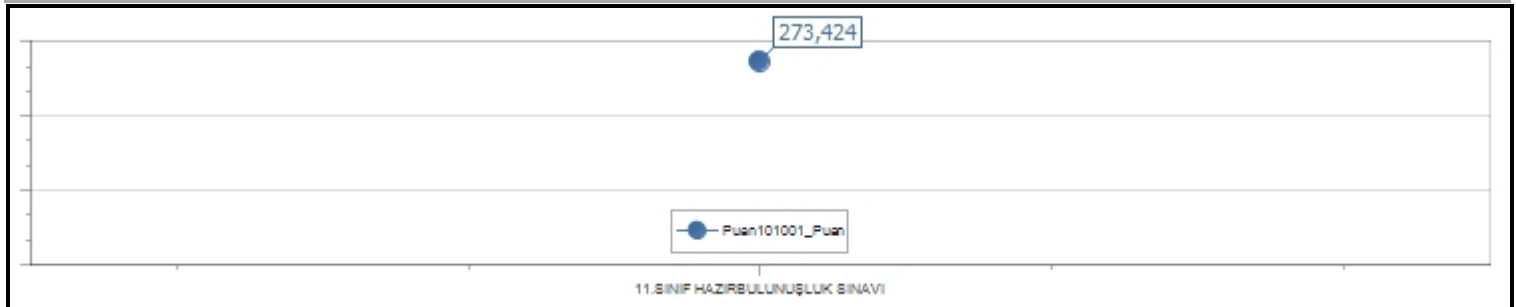 273,424
Puan101001_Puan
11.SINIF HAZIRBULUNUŞLUK SINAVI